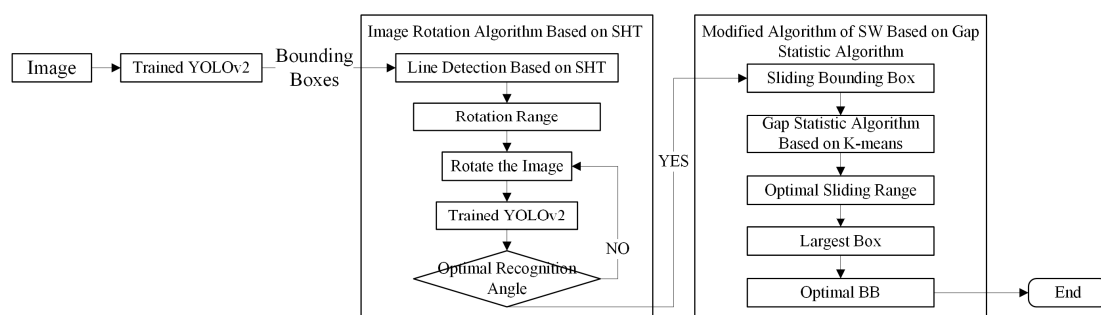 Image
Trained YOLOv2
Bounding
Boxes
Image Rotation Algorithm Based on SHT
Line Detection Based on SHT
Rotation Range
Rotate the Image
Trained YOLOv2
NO
Optimal Recognition
Angle
YES
Modified Algorithm of SW Based on Gap
Statistic Algorithm
Sliding Bounding Box
Gap Statistic Algorithm
Based on K-means
Optimal Sliding Range
Largest Box
Optimal BB
End